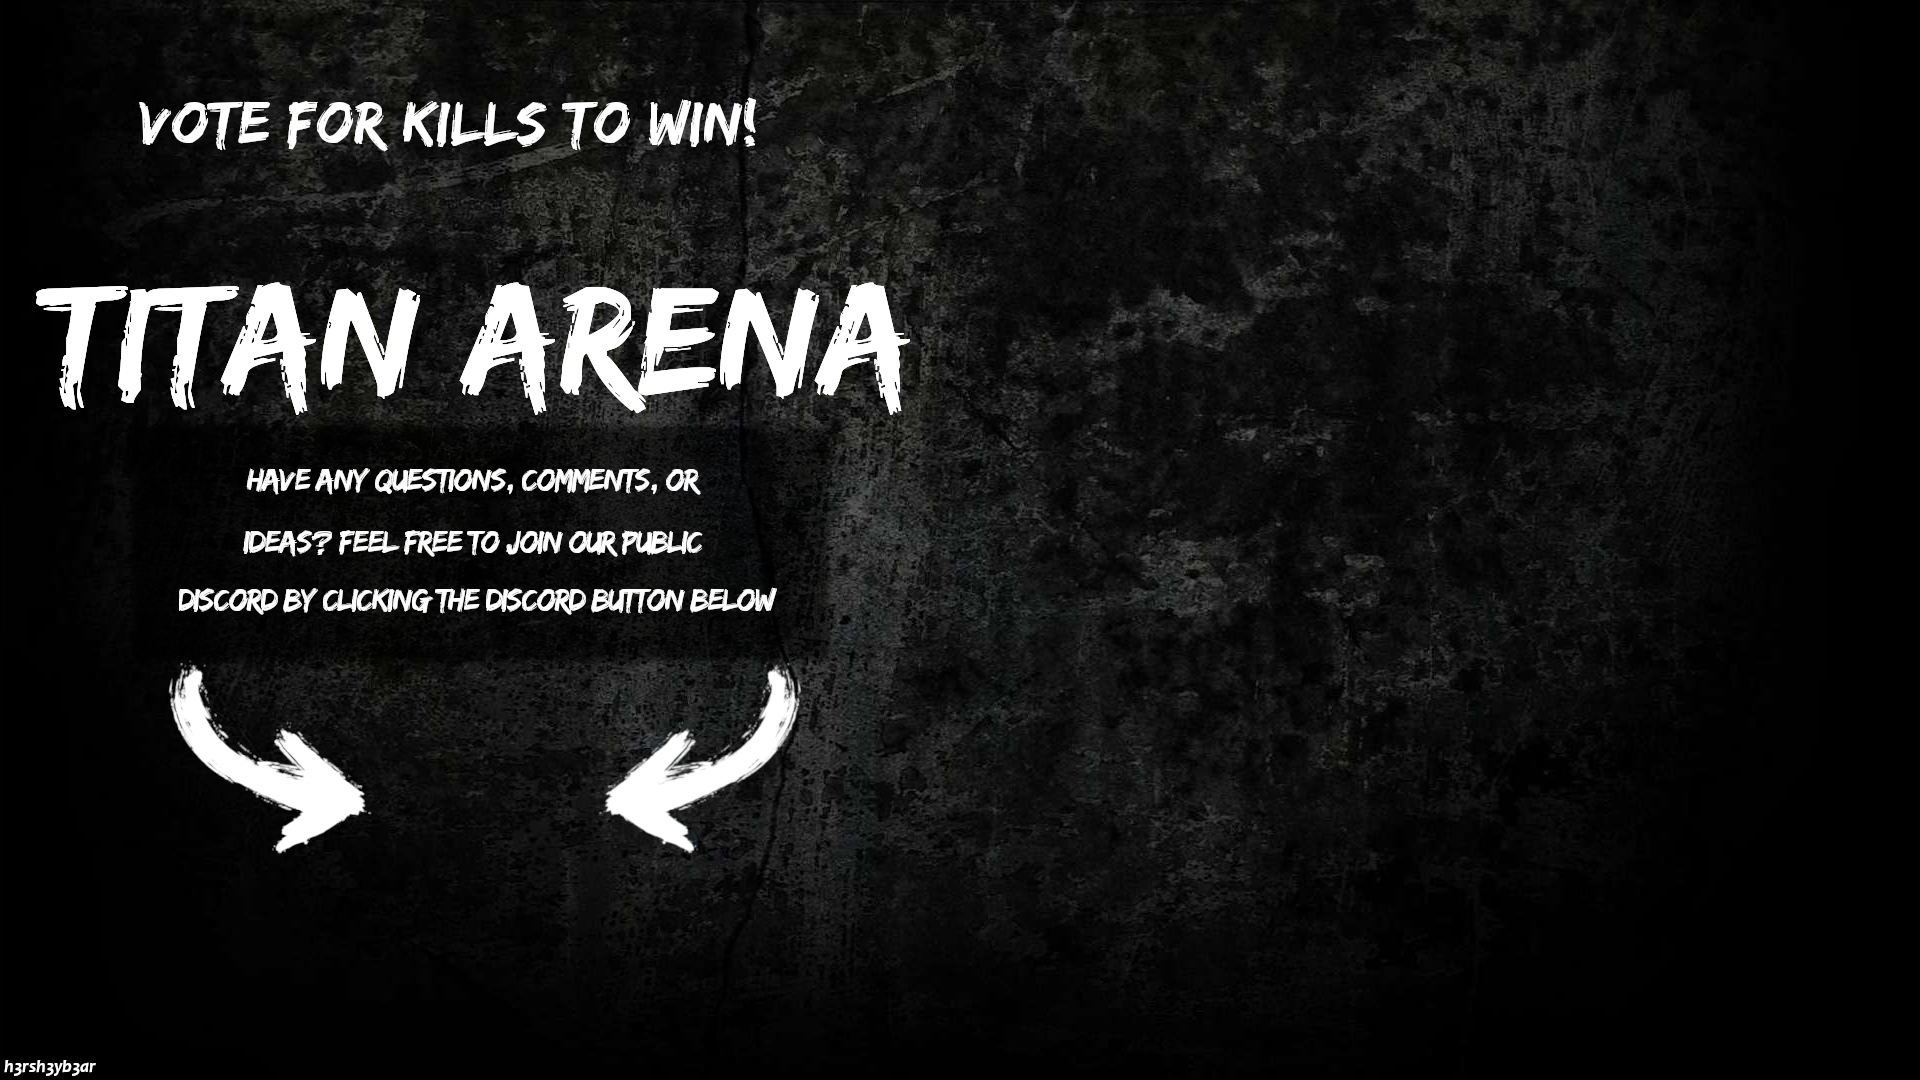 VOTE FOR KILLS TO WIN!
TITAN ARENA
HAVE ANY QUESTIONS, COMMENTS, OR
IDEAS? FEEL FREE TO JOIN OUR PUBLIC
DISCORD BY CLICKING THE DISCORD BUTTON BELOW
h3rsh3yb3ar